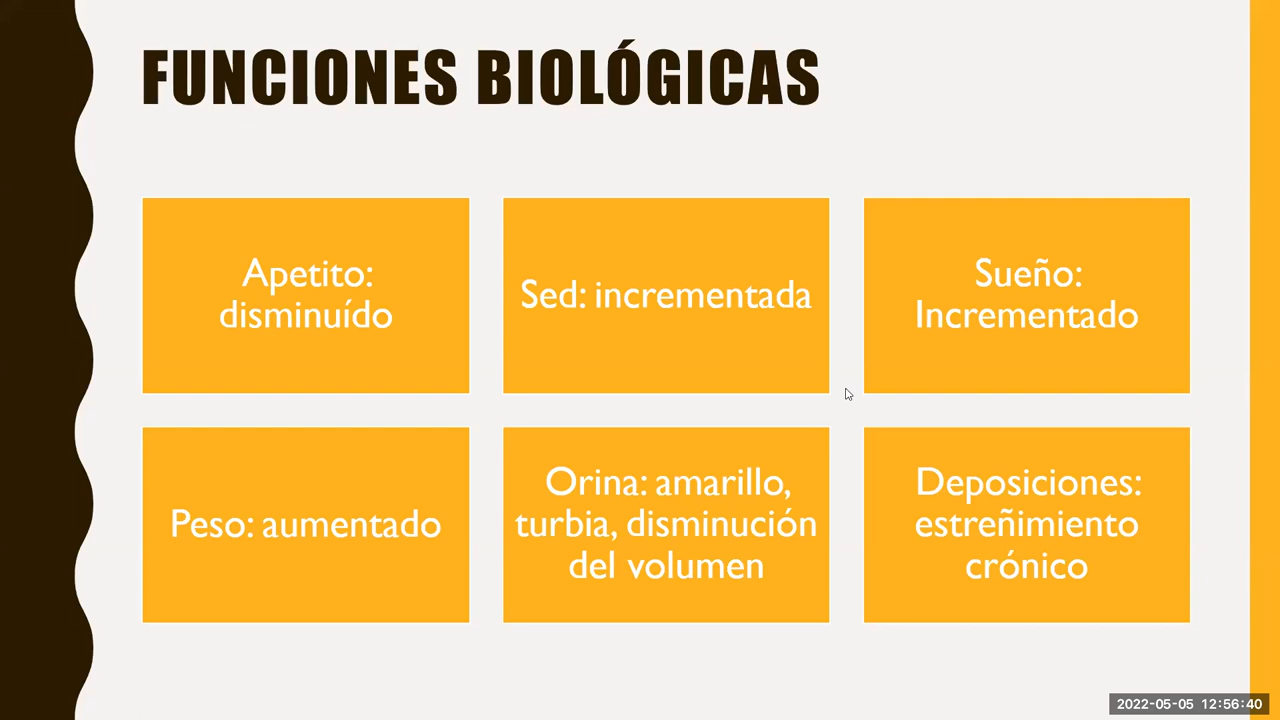 FUNCIONES BIOLÓGICAS
Apetito:
disminuído
Sed: incrementada
Sueño:
Incrementado
Peso: aumentado
Orina: amarillo,
turbia, disminución
del volumen
Deposiciones:
estreñimiento
crónico
2022-05-05 12:56:40